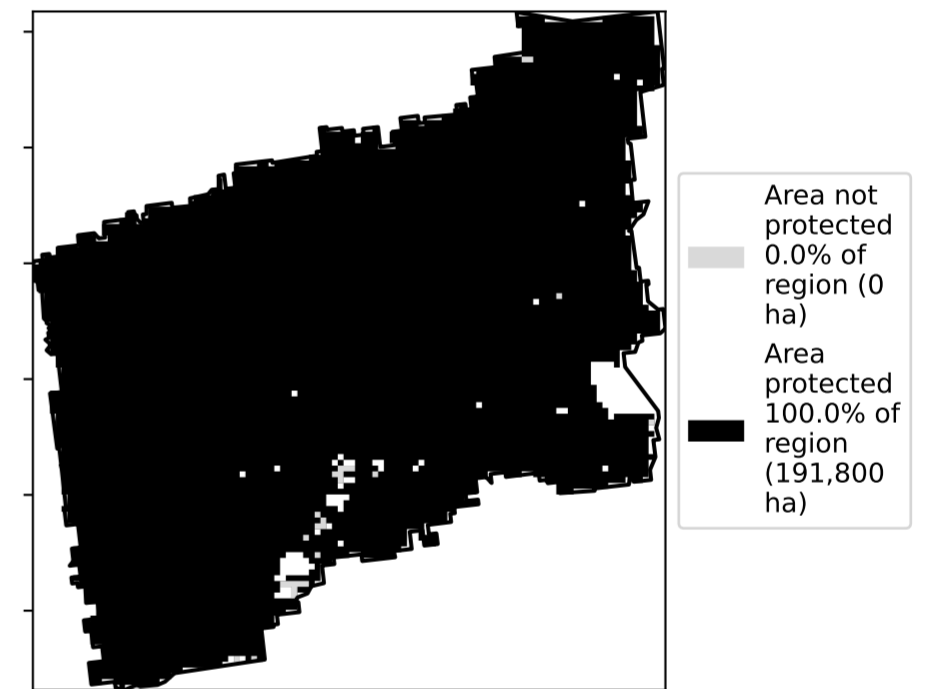 Area not
protected
0.0% of
region (0
ha)
Area
protected
100.0% of
region
(191,800
ha)